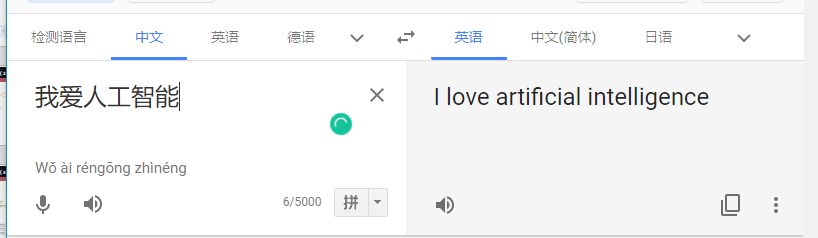 检测语言 中文 英语 德语 英语 中文(简体) 日语
我爱人工智能 I love artificial intelligence
Wǒ ài réngōng zhìnéng
6/5000 拼